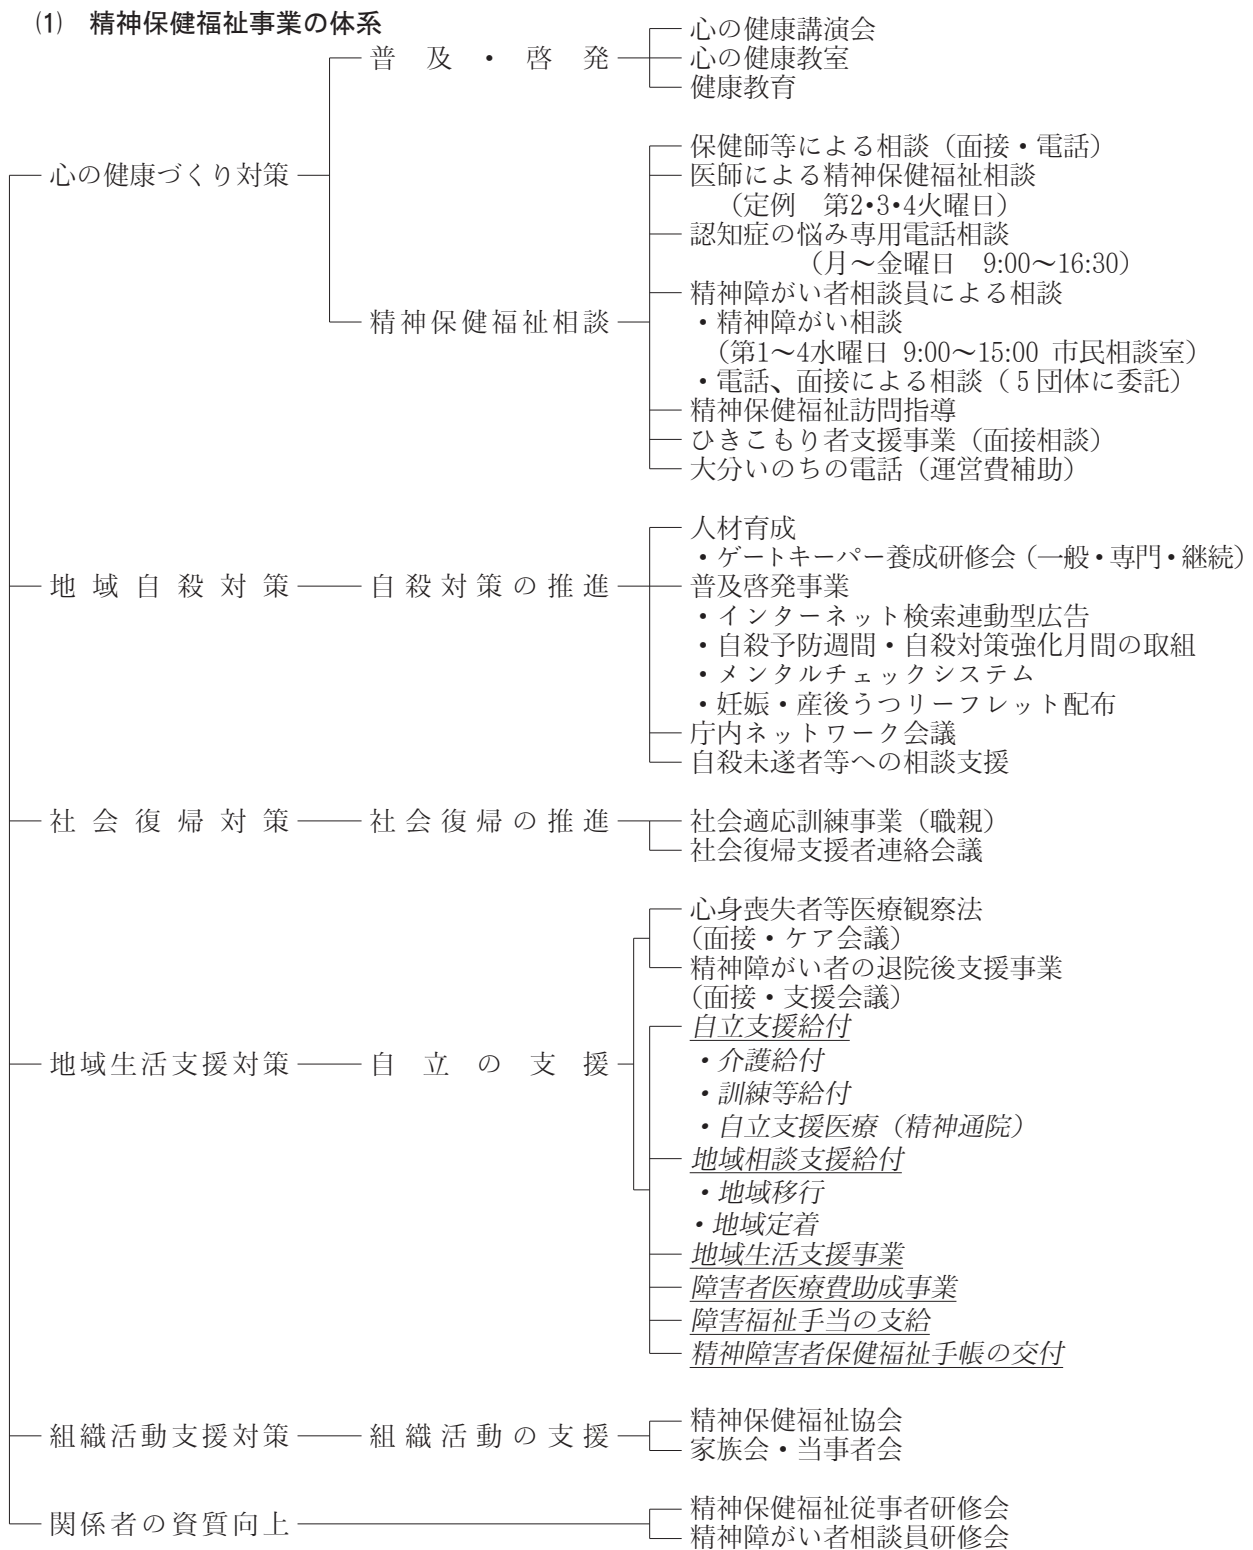 (1) 精神保健福祉事業の体系
心の健康づくり対策
普及・啓発
心の健康講演会
心の健康教室
健康教育
精神保健福祉相談
保健師等による相談（面接・電話）
医師による精神保健福祉相談
（定例　第2・3・4火曜日）
認知症の悩み専用電話相談
（月～金曜日　9:00～16:30）
精神障がい者相談員による相談
・精神障がい相談
（第1～4水曜日 9:00～15:00 市民相談室）
・電話、面接による相談（５団体に委託）
精神保健福祉訪問指導
ひきこもり者支援事業（面接相談）
大分いのちの電話（運営費補助）
地域自殺対策
自殺対策の推進
人材育成
・ゲートキーパー養成研修会（一般・専門・継続）
普及啓発事業
・インターネット検索連動型広告
・自殺予防週間・自殺対策強化月間の取組
・メンタルチェックシステム
・妊娠・産後うつリーフレット配布
庁内ネットワーク会議
自殺未遂者等への相談支援
社会復帰対策
社会復帰の推進
社会適応訓練事業（職親）
社会復帰支援者連絡会議
地域生活支援対策
自立の支援
心身喪失者等医療観察法
（面接・ケア会議）
精神障がい者の退院後支援事業
（面接・支援会議）
自立支援給付
・介護給付
・訓練等給付
・自立支援医療（精神通院）
地域相談支援給付
・地域移行
・地域定着
地域生活支援事業
障害者医療費助成事業
障害福祉手当の支給
精神障害者保健福祉手帳の交付
組織活動支援対策
組織活動の支援
精神保健福祉協会
家族会・当事者会
関係者の資質向上
精神保健福祉従事者研修会
精神障がい者相談員研修会